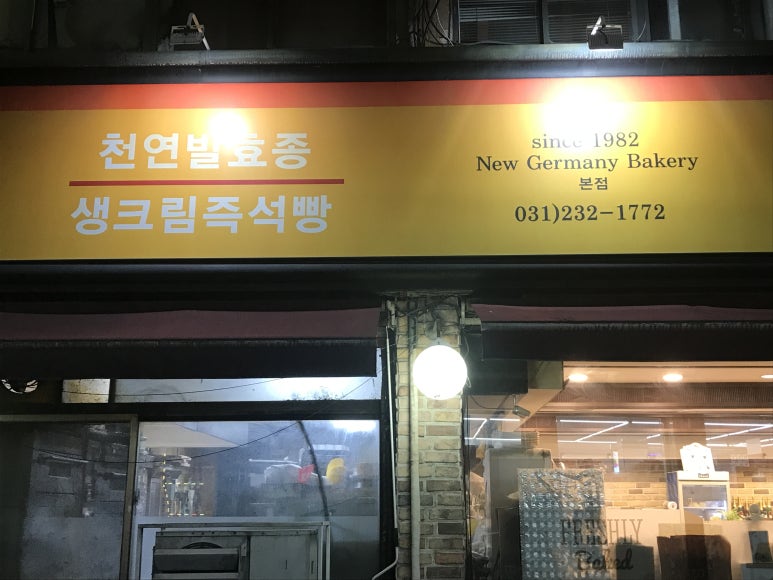 천연발효종
생크림즉석빵
since 1982
New Germany Bakery
본점
031)232-1772
FRESHLY
Baked